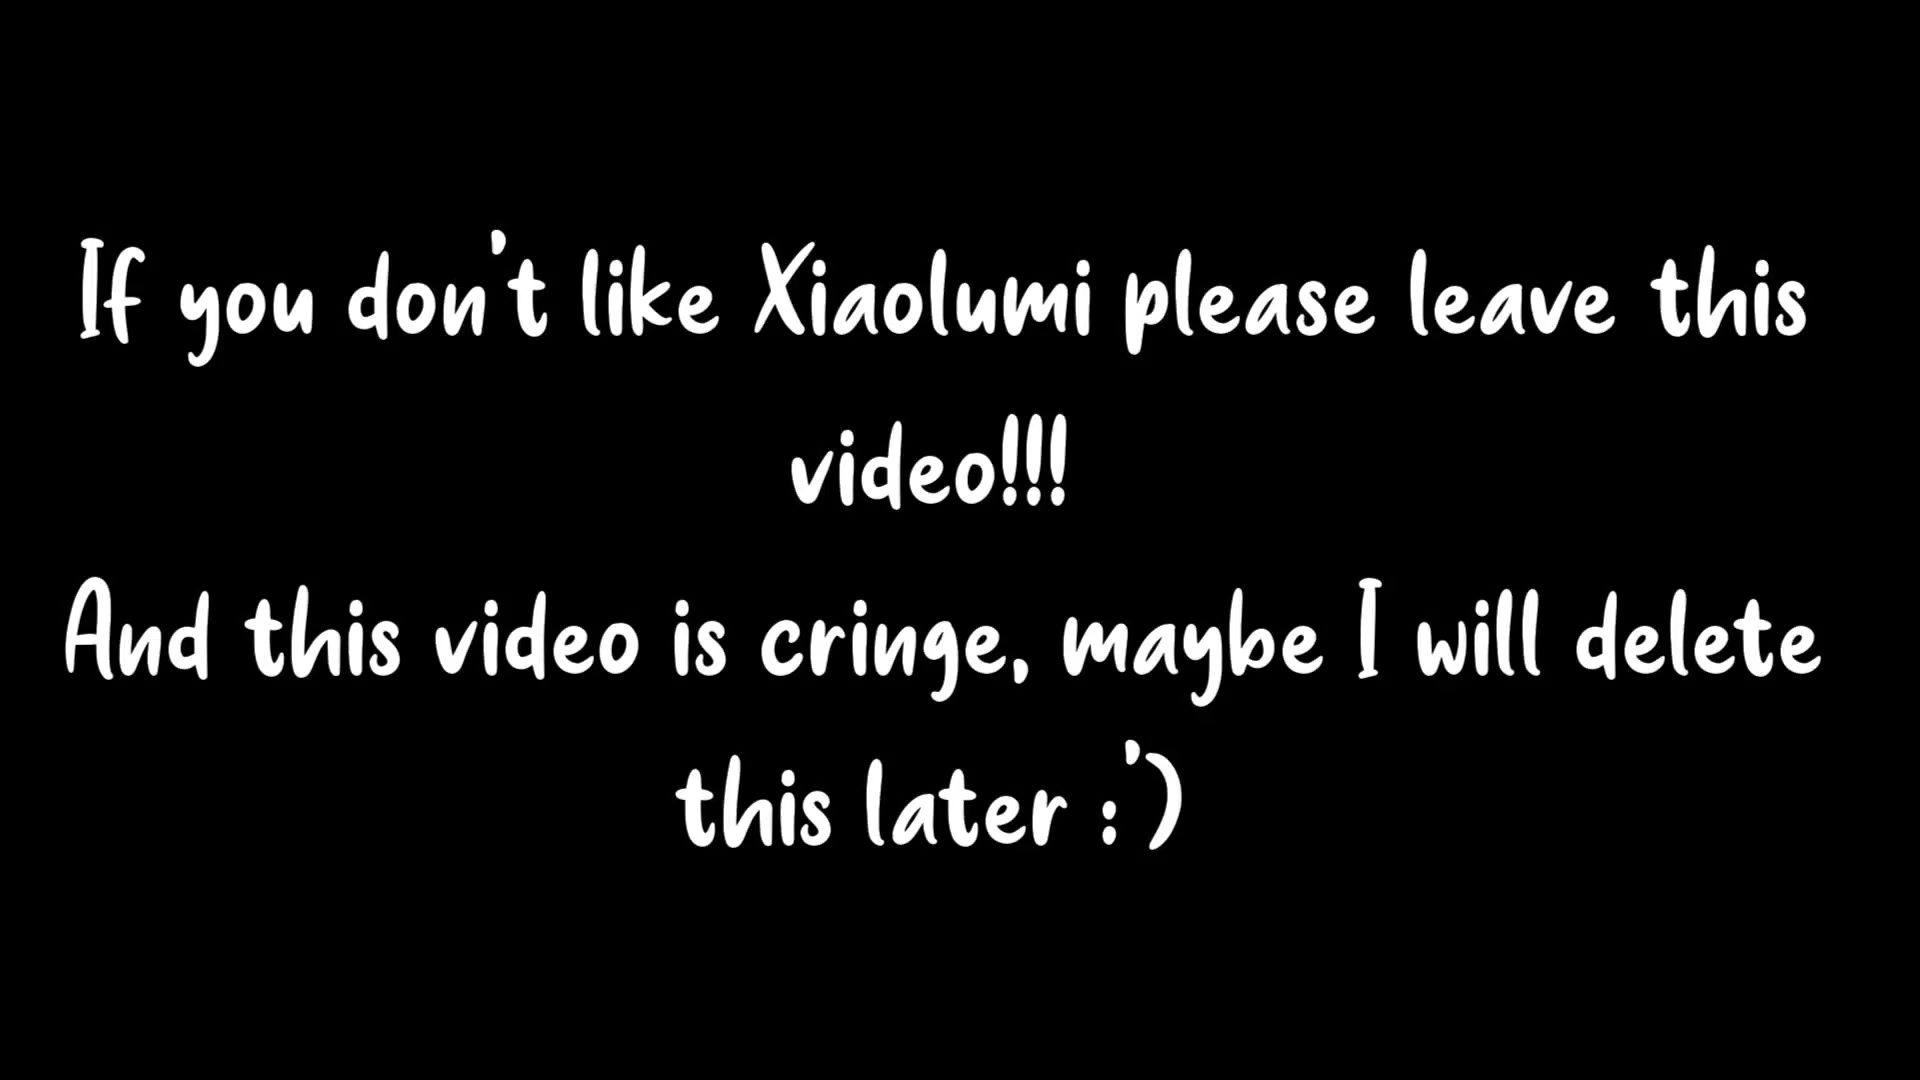 If you don't like Xiaolumi please leave this
video!!!
And this video is cringe, maybe I will delete
this later :')